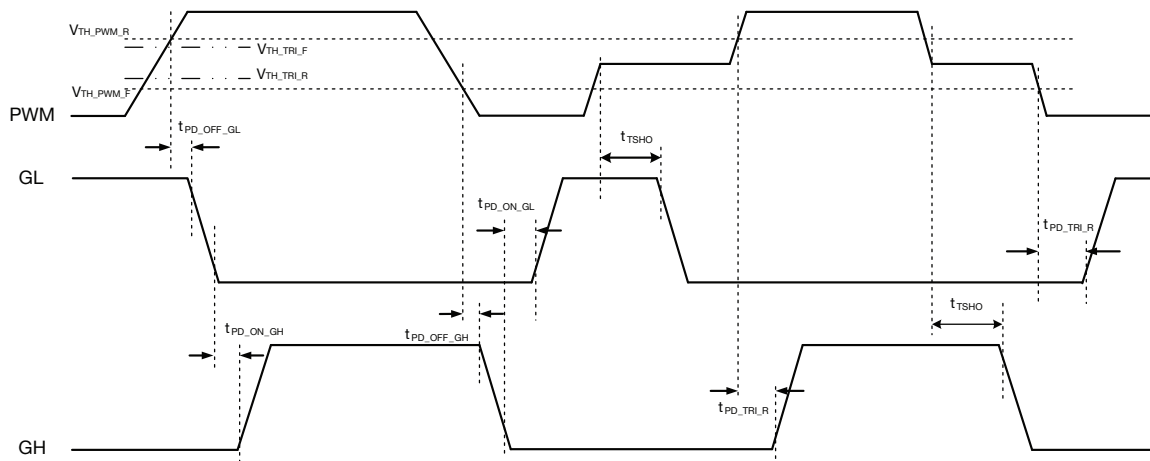 VTH_PWM_R
VTH_TRI_F
VTH_TRI_R
VTH_PWM_F
PWM
tPD_OFF_GL
tTSHO
GL
tPD_ON_GL
tPD_TRI_R
tTSHO
tPD_ON_GH
tPD_OFF_GH
tPD_TRI_R
GH